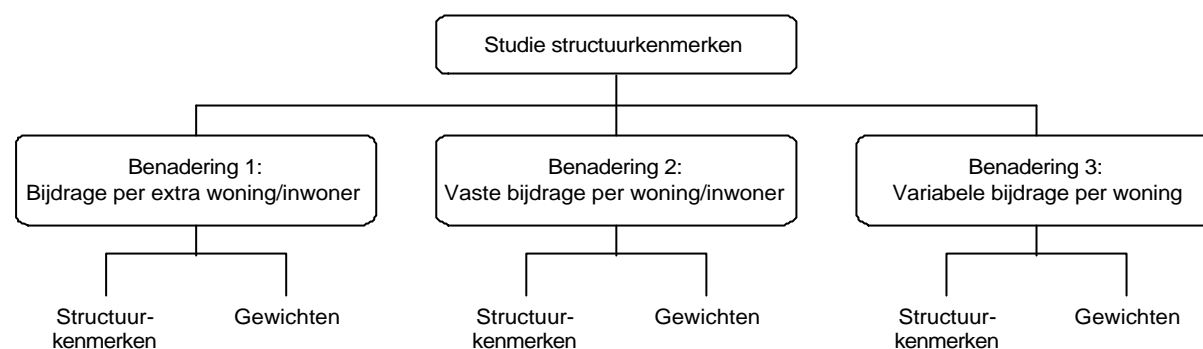 Studie structuurkenmerken
Benadering 1:
Bijdrage per extra woning/inwoner
Benadering 2:
Vaste bijdrage per woning/inwoner
Benadering 3:
Variabele bijdrage per woning
Structuur-
kenmerken
Gewichten
Structuur-
kenmerken
Gewichten
Structuur-
kenmerken
Gewichten